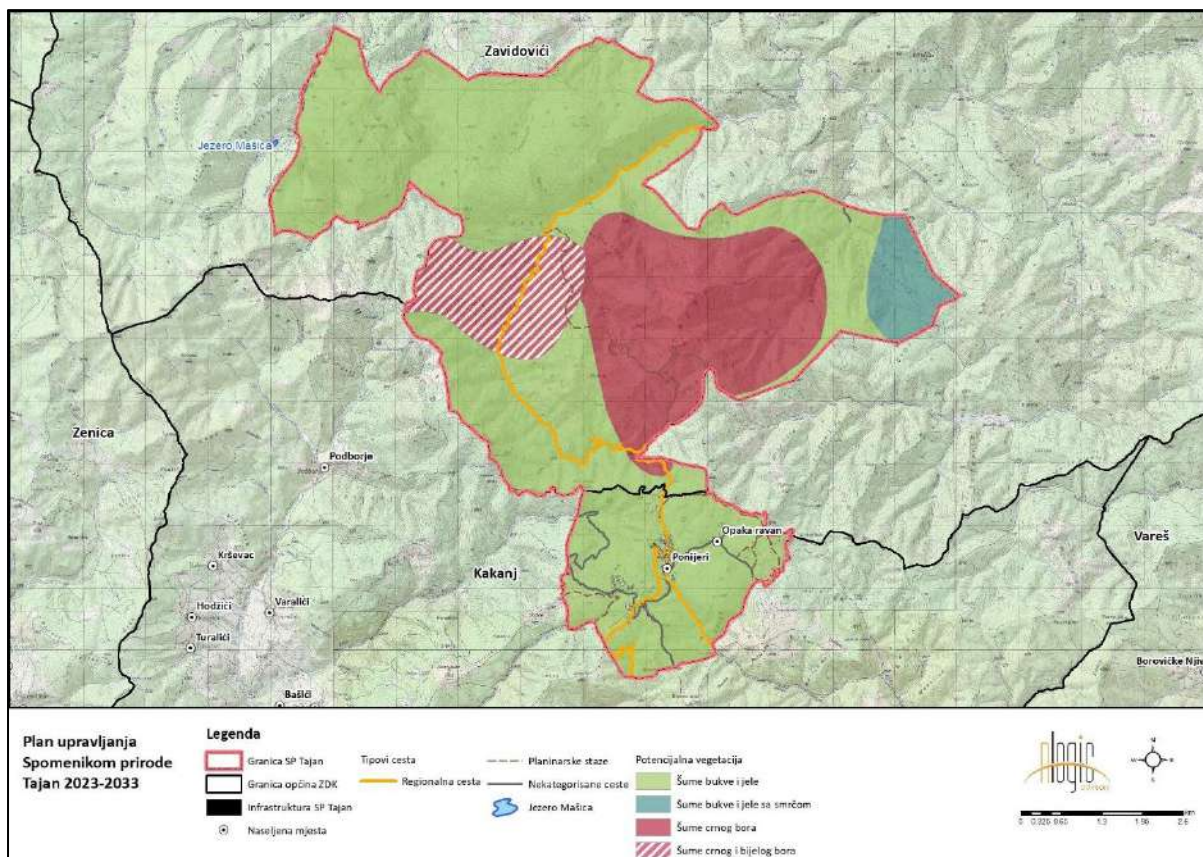 Zavidovići
Jezero Mašica
Zenica
Podborje
Opaka ravan
Vareš
Krševac
Kakanj
Ponijeri
Hodžići
Varalići
Turalići
Borovičke Njiv
Bašići
Plan upravljanja
Spomenikom prirode
Tajan 2023-2033
Legenda
Granica SP Tajan
Granica općina ZDK
Infrastruktura SP Tajan
Naseljena mjesta
Tipovi cesta
Regionalna cesta
Planinarske staze
Nekategorisane ceste
Jezero Mašica
Potencijalna vegetacija
Šume bukve i jele
Šume bukve i jele sa smrčom
Šume crnog bora
Šume crnog i bijelog bora
nlogic
N
W
E
S